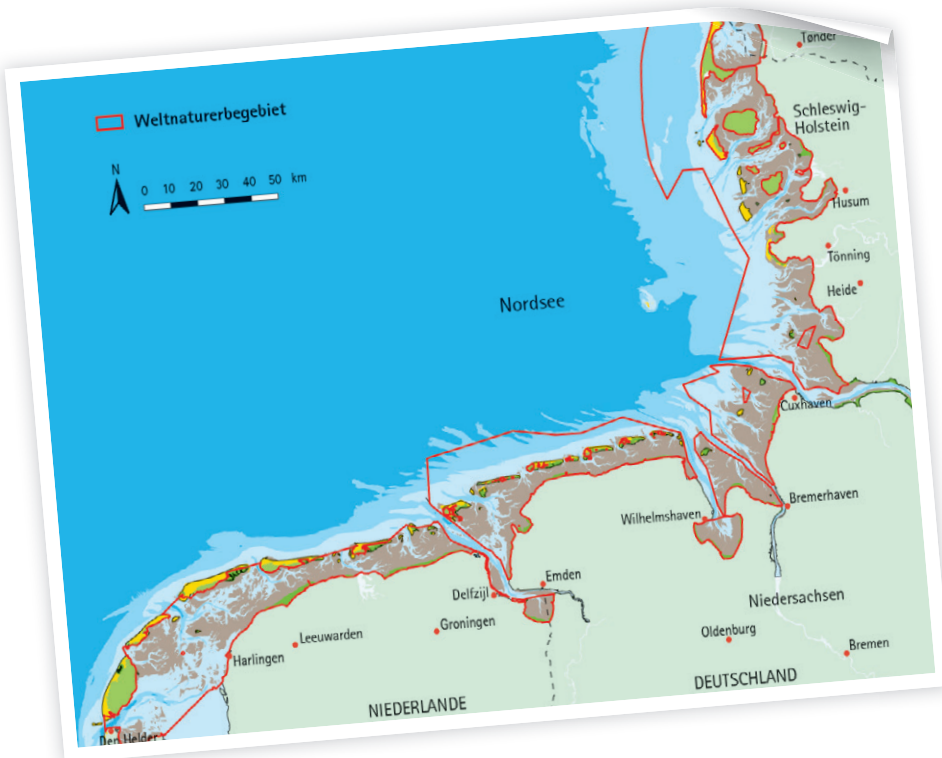 Tønder
Weltnaturerbegebiet
Schleswig-
Holstein
N
0 10 20 30 40 50 km
Husum
Tönning
Heide
Nordsee
Cuxhaven
Bremerhaven
Wilhelmshaven
Emden
Delfzijl
Niedersachsen
Groningen
Oldenburg
Leeuwarden
Bremen
Harlingen
DEUTSCHLAND
NIEDERLANDE
Den Helder